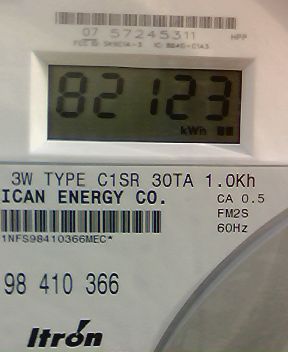 07 57245311
HPP
82123
kWh
3W TYPE C1SR 30TA 1.0Kh
ICAN ENERGY CO.
CA 0.5
FM2S
60Hz
1NFS98410366MEC*
98 410 366
Itron